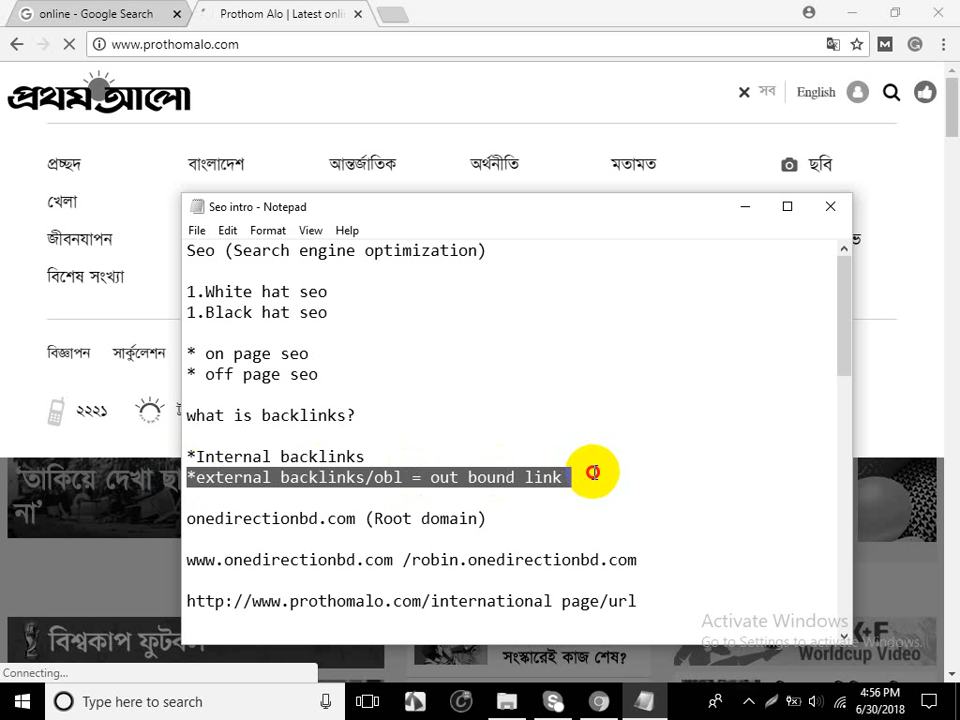 online - Google Search
Prothom Alo | Latest onlin
www.prothomalo.com
প্রথম আলো
সব
English
প্রচ্ছদ বাংলাদেশ আন্তর্জাতিক অর্থনীতি মতামত ছবি
খেলা
জীবনযাপন
বিশেষ সংখ্যা
বিজ্ঞাপন সার্কুলেশন
২২২১
Seo intro - Notepad
File Edit Format View Help
Seo (Search engine optimization)
1.White hat seo
1.Black hat seo
* on page seo
* off page seo
what is backlinks?
*Internal backlinks
*external backlinks/obl = out bound link
onedirectionbd.com (Root domain)
www.onedirectionbd.com /robin.onedirectionbd.com
http://www.prothomalo.com/international page/url
তাকিয়ে দেখা
না’
বিশ্বকাপ ফুটব
সংস্কারেই কাজ শেষ?
Worldcup Video
Activate Windows
Go to Settings to activate Windows.
Connecting...
Type here to search
4:56 PM
6/30/2018